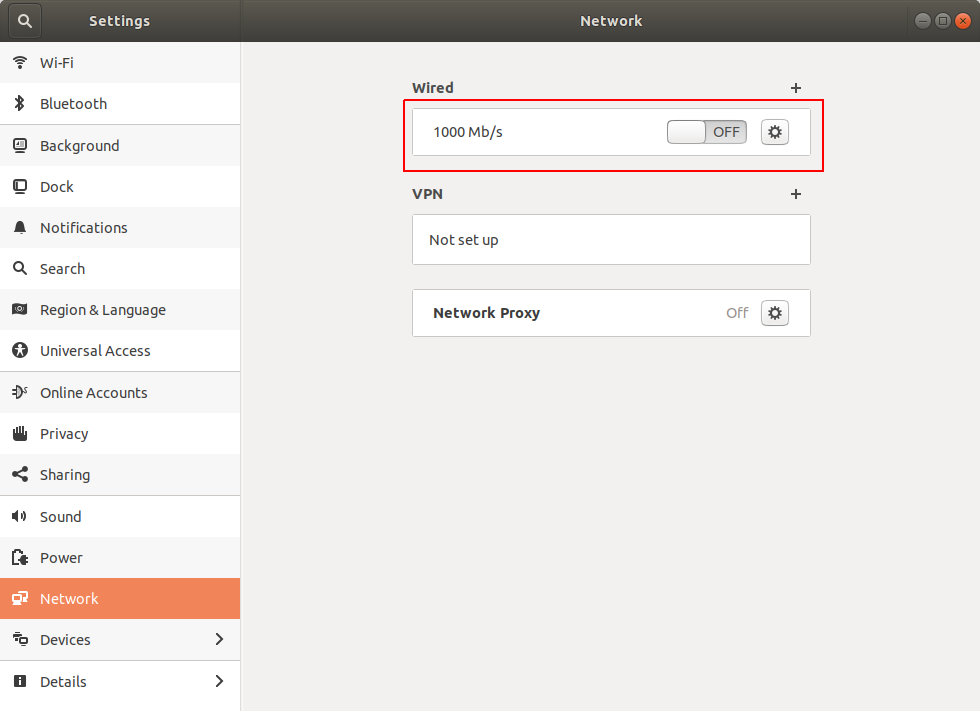 Settings
Network
Wi-Fi
Bluetooth
Background
Dock
Notifications
Search
Region & Language
Universal Access
Online Accounts
Privacy
Sharing
Sound
Power
Network
Devices
Details
Wired
1000 Mb/s OFF
VPN
Not set up
Network Proxy Off